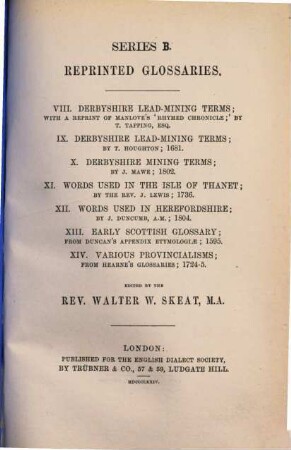 SERIES B.
REPRINTED GLOSSARIES.
VIII. DERBYSHIRE LEAD-MINING TERMS;
WITH A REPRINT OF MANLOVE'S 'RHYMED CHRONICLE;' BY
T. TAPPING, ESQ.
IX. DERBYSHIRE LEAD-MINING TERMS;
BY T. HOUGHTON; 1681.
X. DERBYSHIRE MINING TERMS;
BY J. MAWE; 1802.
XI. WORDS USED IN THE ISLE OF THANET;
BY THE REV. J. LEWIS; 1736.
XII. WORDS USED IN HEREFORDSHIRE;
BY J. DUNCUMB, A.M.; 1804.
XIII. EARLY SCOTTISH GLOSSARY;
FROM DUNCAN'S APPENDIX ETYMOLOGIÆ; 1595.
XIV. VARIOUS PROVINCIALISMS;
FROM HEARNE'S GLOSSARIES; 1724-5.
EDITED BY THE
REV. WALTER W. SKEAT, M.A.
LONDON:
PUBLISHED FOR THE ENGLISH DIALECT SOCIETY,
BY TRÜBNER & CO., 57 & 59, LUDGATE HILL.
MDCCCLXXIV.